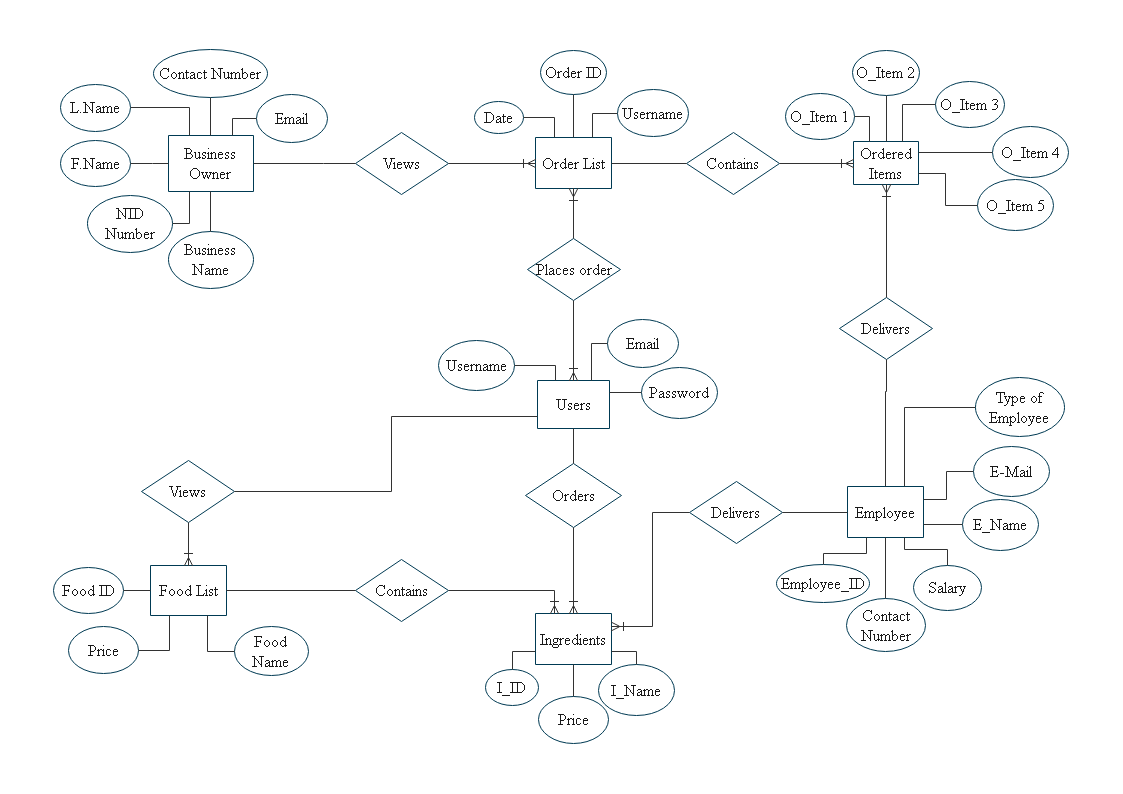 Contact Number
Order ID
O_Item 2
L.Name
Email
Date
Username
O_Item 1
O_Item 3
F.Name
Business
Owner
Views
Order List
Contains
Ordered
Items
O_Item 4
NID
Number
O_Item 5
Business
Name
Places order
Delivers
Username
Email
Users
Password
Type of
Employee
Views
Orders
Delivers
E-Mail
Employee
E_Name
Food ID
Food List
Contains
Employee_ID
Salary
Contact
Number
Price
Food
Name
Ingredients
I_ID
I_Name
Price